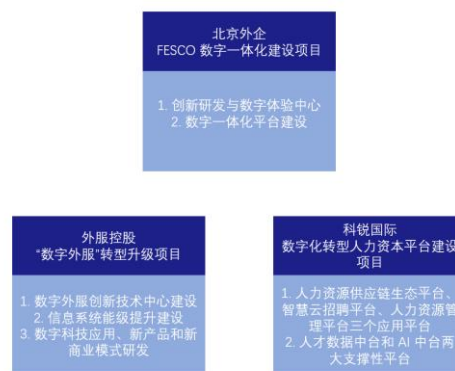 北京外企
FESCO 数字一体化建设项目
1. 创新研发与数字体验中心
2. 数字一体化平台建设
外服控股
“数字外服”转型升级项目
1. 数字外服创新技术中心建设
2. 信息系统能级提升建设
3. 数字科技应用、新产品和新
商业模式研发
科锐国际
数字化转型人力资本平台建设
项目
1. 人力资源供应链生态平台、
智慧云招聘平台、人力资源管
理平台三个应用平台
2. 人才数据中台和 AI 中台两
大支撑性平台